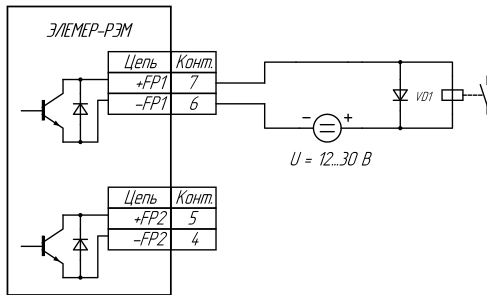 ЭЛЕМЕР-РЭМ
Цепь Конт.
+FP1 7
−FP1 6
VD1
− +
U = 12...30 В
Цепь Конт.
+FP2 5
−FP2 4